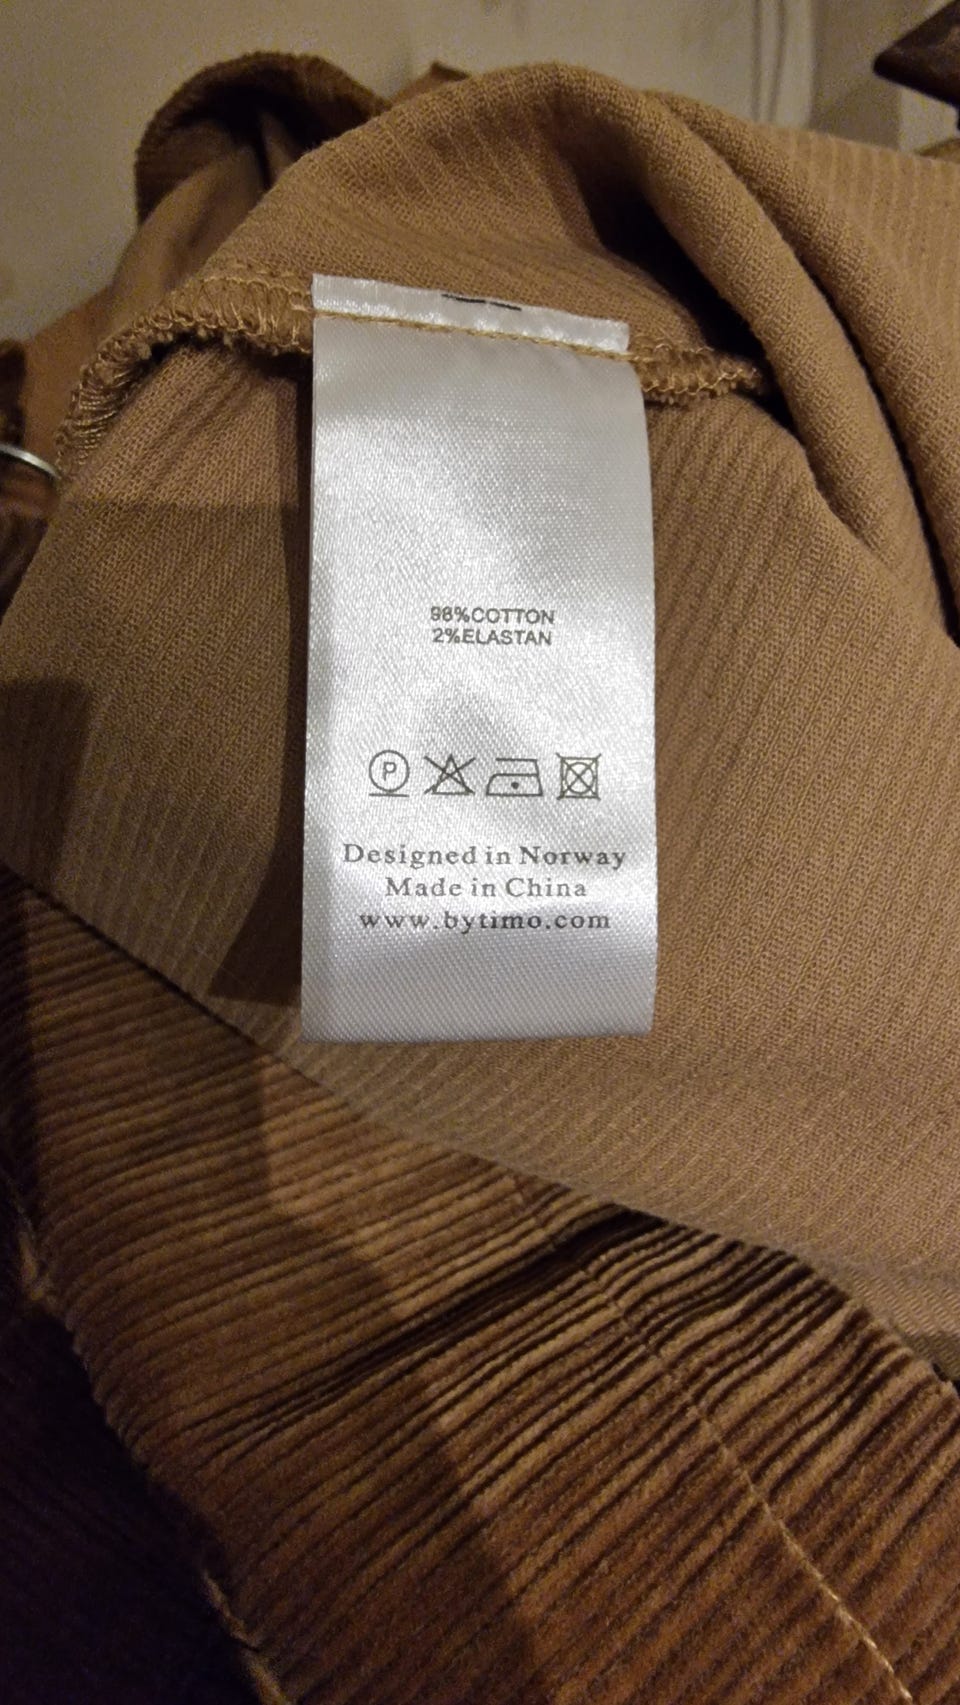 98%COTTON
2%ELASTAN
P
Designed in Norway
Made in China
www.bytimo.com